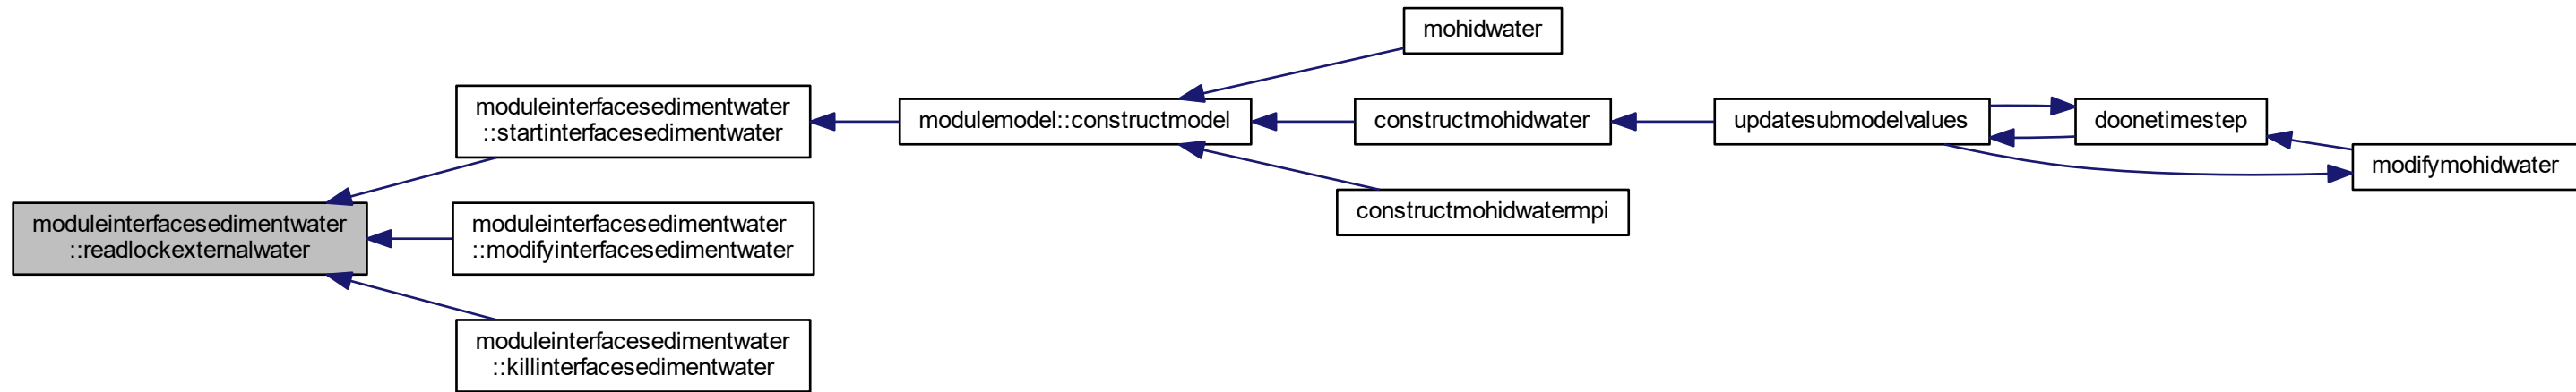 mohidwater
moduleinterfacesedimentwater
::startinterfacesedimentwater
modulemodel::constructmodel
constructmohidwater
updatesubmodelvalues
doonetimestep
modifymohidwater
constructmohidwatermpi
moduleinterfacesedimentwater
::readlockexternalwater
moduleinterfacesedimentwater
::modifyinterfacesedimentwater
moduleinterfacesedimentwater
::killinterfacesedimentwater